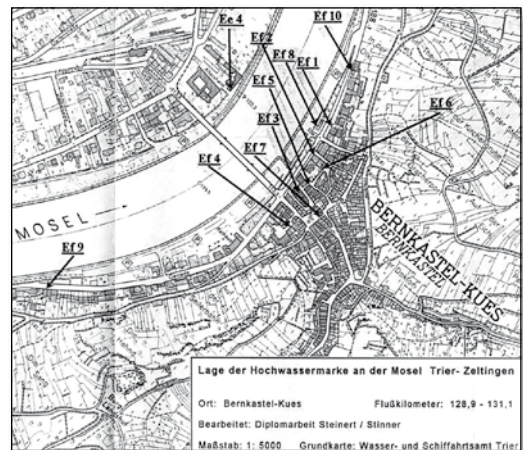 Ef 10
Ee 4
Ef 2
Ef 8
Ef 1
Ef 5
Ef 6
Ef 3
Ef 7
Ef 4
MOSEL
Ef 9
BERNKASTEL-KUES
BERNKASTEL
Lage der Hochwassermarke an der Mosel Trier- Zeltingen
Ort: Bernkastel-Kues Flußkilometer: 128,9 - 131,1
Bearbeitet: Diplomarbeit Steinert / Stinner
Maßstab: 1: 5000 Grundkarte: Wasser- und Schiffahrtsamt Trier